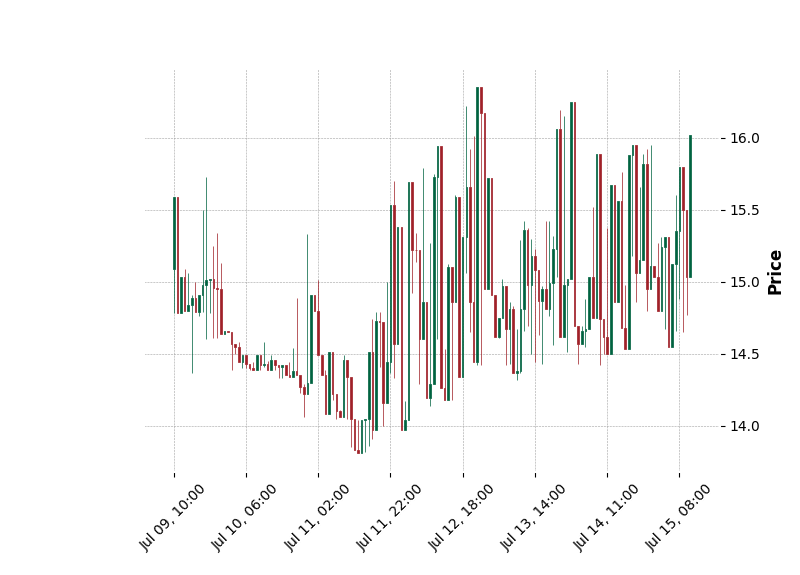 16.0
15.5
15.0
14.5
14.0
Price
Jul 09, 10:00
Jul 10, 06:00
Jul 11, 02:00
Jul 11, 22:00
Jul 12, 18:00
Jul 13, 14:00
Jul 14, 11:00
Jul 15, 08:00